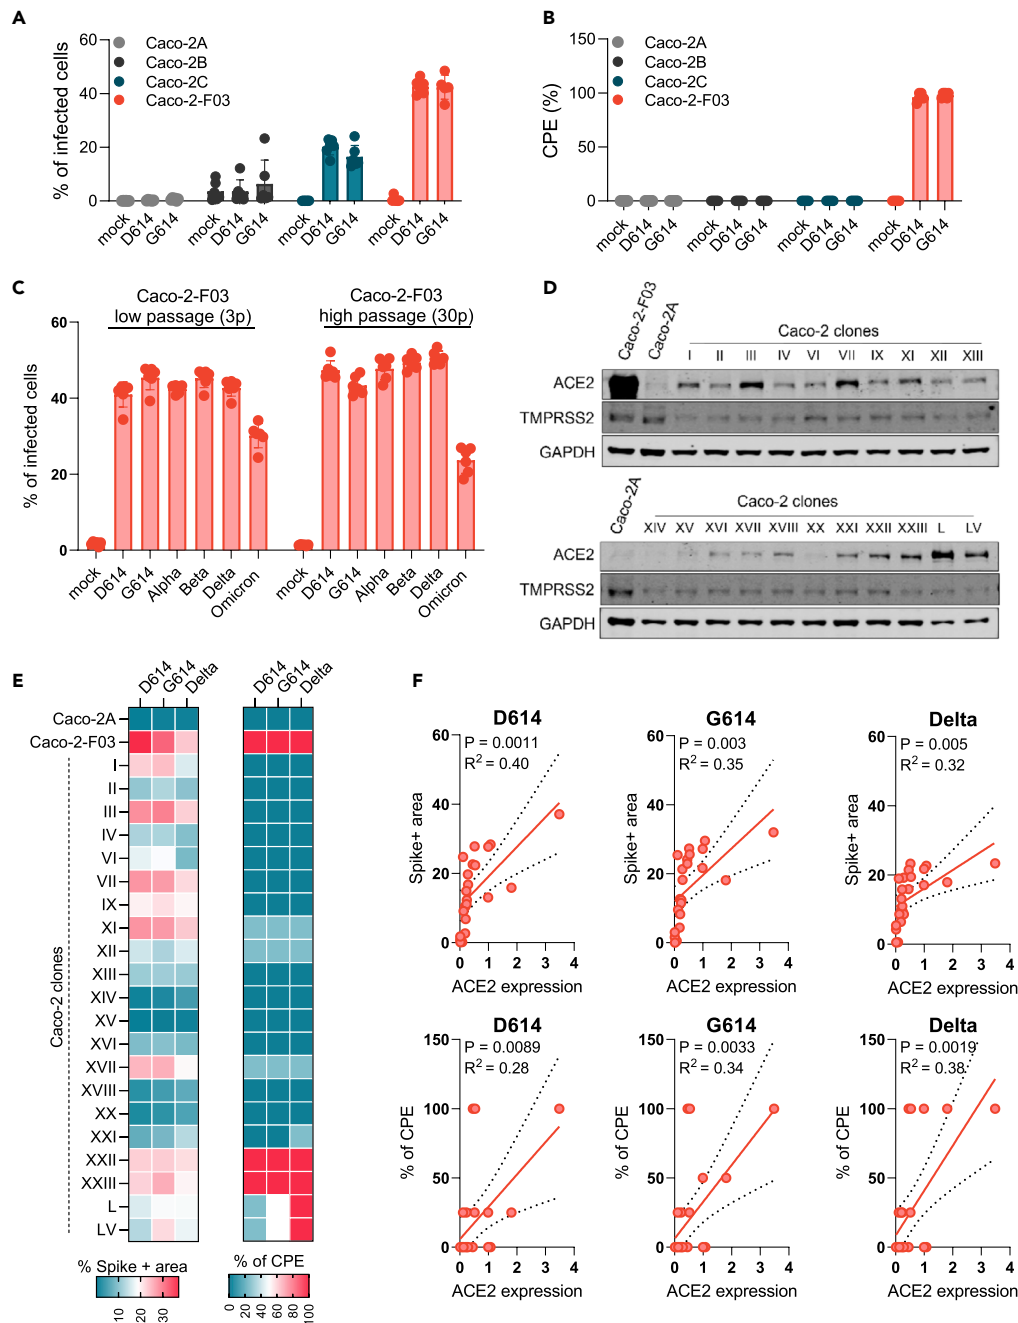 A
% of infected cells
60
40
20
0
Caco-2A
Caco-2B
Caco-2C
Caco-2-F03
mock
D614
G614
mock
D614
G614
mock
D614
G614
mock
D614
G614
B
CPE (%)
150
100
50
0
Caco-2A
Caco-2B
Caco-2C
Caco-2-F03
mock
D614
G614
mock
D614
G614
mock
D614
G614
mock
D614
G614
C
Caco-2-F03
low passage (3p)
Caco-2-F03
high passage (30p)
% of infected cells
60
40
20
0
mock
D614
G614
Alpha
Beta
Delta
Omicron
mock
D614
G614
Alpha
Beta
Delta
Omicron
D
Caco-2-F03
Caco-2A
Caco-2 clones
I II III IV VI VII IX XI XII XIII
ACE2
TMPRSS2
GAPDH
Caco-2A
Caco-2 clones
XIV XV XVI XVII XVIII XX XXI XXII XXIII L LV
ACE2
TMPRSS2
GAPDH
E
D614 G614 Delta
D614 G614 Delta
Caco-2A
Caco-2-F03
Caco-2 clones
I
II
III
IV
VI
VII
IX
XI
XII
XIII
XIV
XV
XVI
XVII
XVIII
XX
XXI
XXII
XXIII
L
LV
% Spike + area
10 20 30
% of CPE
0 20 40 60 80 100
F
D614
P = 0.0011
R2 = 0.40
Spike+ area
60
40
20
0
0 1 2 3 4
ACE2 expression
G614
P = 0.003
R2 = 0.35
Spike+ area
60
40
20
0
0 1 2 3 4
ACE2 expression
Delta
P = 0.005
R2 = 0.32
Spike+ area
60
40
20
0
0 1 2 3 4
ACE2 expression
D614
P = 0.0089
R2 = 0.28
% of CPE
150
100
50
0
0 1 2 3 4
ACE2 expression
G614
P = 0.0033
R2 = 0.34
% of CPE
150
100
50
0
0 1 2 3 4
ACE2 expression
Delta
P = 0.0019
R2 = 0.38
% of CPE
150
100
50
0
0 1 2 3 4
ACE2 expression